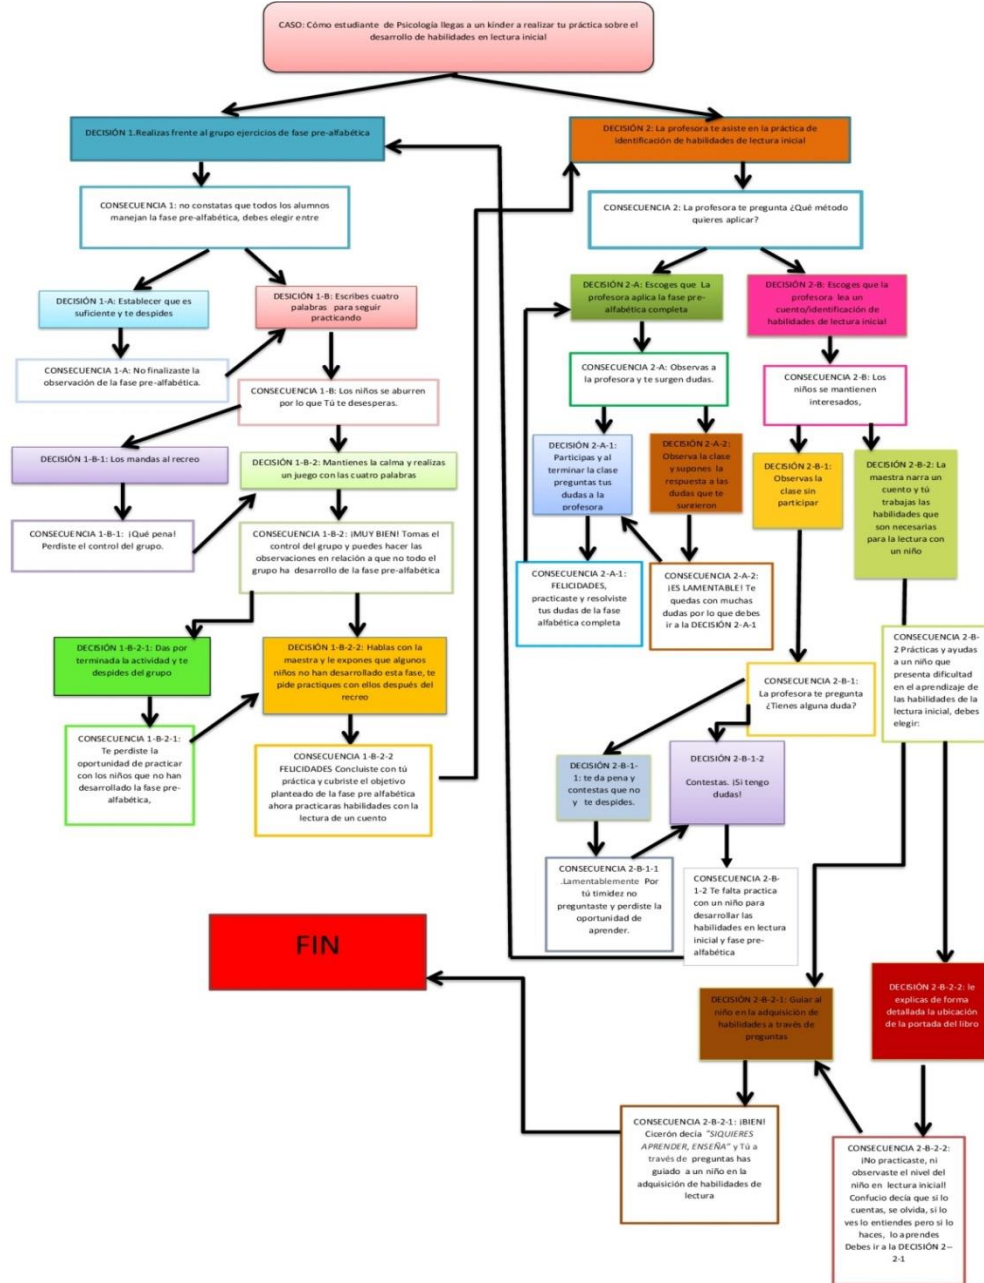 CASO: Cómo estudiante de Psicología llegas a un kinder a realizar tu práctica sobre el
desarrollo de habilidades en lectura inicial
DECISIÓN 1.Realizas frente al grupo ejercicios de fase pre-alfabética
DECISIÓN 2: La profesora te asiste en la práctica de
identificación de habilidades de lectura inicial
CONSECUENCIA 1: no constatas que todos los alumnos
manejan la fase pre-alfabética, debes elegir entre
CONSECUENCIA 2: La profesora te pregunta ¿Qué método
quieres aplicar?
DECISIÓN 1-A: Establecer que es
suficiente y te despides
DESICIÓN 1-B: Escribes cuatro
palabras para seguir
practicando
DECISIÓN 2-A: Escoges que La
profesora aplica la fase pre-
alfabética completa
DECISIÓN 2-B: Escoges que la
profesora lea un
cuento/identificación de
habilidades de lectura inicial
CONSECUENCIA 1-A: No finalizaste la
observación de la fase pre-alfabética.
CONSECUENCIA 1-B: Los niños se aburren
por lo que Tú te desesperas.
CONSECUENCIA 2-A: Observas a
la profesora y te surgen dudas.
CONSECUENCIA 2-B: Los
niños se mantienen
interesados,
DECISIÓN 1-B-1: Los mandas al recreo
DECISIÓN 1-B-2: Mantienes la calma y realizas
un juego con las cuatro palabras
DECISIÓN 2-A-1:
Participas y al
terminar la clase
preguntas tus
dudas a la
profesora
DECISIÓN 2-A-2:
Observa la clase
y supones la
respuesta a las
dudas que te
surgieron
DECISIÓN 2-B-1:
Observas la
clase sin
participar
DECISIÓN 2-B-2: La
maestra narra un
cuento y tú
trabajas las
habilidades que
son necesarias
para la lectura con
un niño
CONSECUENCIA 1-B-1: ¡Qué pena!
Perdiste el control del grupo.
CONSECUENCIA 1-B-2: ¡MUY BIEN! Tomas el
control del grupo y puedes hacer las
observaciones en relación a que no todo el
grupo ha desarrollo de la fase pre-alfabética
CONSECUENCIA 2-A-1:
FELICIDADES,
practicaste y resolviste
tus dudas de la fase
alfabética completa
CONSECUENCIA 2-A-2:
¡ES LAMENTABLE! Te
quedas con muchas
dudas por lo que debes
ir a la DECISIÓN 2-A-1
DECISIÓN 1-B-2-1: Das por
terminada la actividad y te
despides del grupo
DECISIÓN 1-B-2-2: Hablas con la
maestra y le expones que algunos
niños no han desarrollado esta fase, te
pide practiques con ellos después del
recreo
CONSECUENCIA 2-B-
2 Prácticas y ayudas
a un niño que
presenta dificultad
en el aprendizaje de
las habilidades de la
lectura inicial, debes
elegir:
CONSECUENCIA 2-B-1:
La profesora te pregunta
¿Tienes alguna duda?
CONSECUENCIA 1-B-2-1:
Te perdiste la
oportunidad de practicar
con los niños que no han
desarrollado la fase pre-
alfabética,
CONSECUENCIA 1-B-2-2
FELICIDADES Concluiste con tú
práctica y cubriste el objetivo
planteado de la fase pre alfabética
ahora practicaras habilidades con la
lectura de un cuento
DECISIÓN 2-B-1-
1: te da pena y
contestas que no
y te despides.
DECISIÓN 2-B-1-2
Contestas. ¡Si tengo
dudas!
CONSECUENCIA 2-B-1-1
.Lamentablemente Por
tú timidez no
preguntaste y perdiste la
oportunidad de
aprender.
CONSECUENCIA 2-B-
1-2 Te falta practica
con un niño para
desarrollar las
habilidades en lectura
inicial y fase pre-
alfabética
FIN
DECISIÓN 2-B-2-1: Guiar al
niño en la adquisición de
habilidades a través de
preguntas
DECISIÓN 2-B-2-2: le
explicas de forma
detallada la ubicación
de la portada del libro
CONSECUENCIA 2-B-2-1: ¡BIEN!
Cicerón decía "SIQUIERES
APRENDER, ENSEÑA" y Tú a
través de preguntas has
guiado a un niño en la
adquisición de habilidades de
lectura
CONSECUENCIA 2-B-2-2:
¡No practicaste, ni
observaste el nivel del
niño en lectura inicial!
Confucio decía que si lo
cuentas, se olvida, si lo
ves lo entiendes pero si lo
haces, lo aprendes
Debes ir a la DECISIÓN 2–
2-1